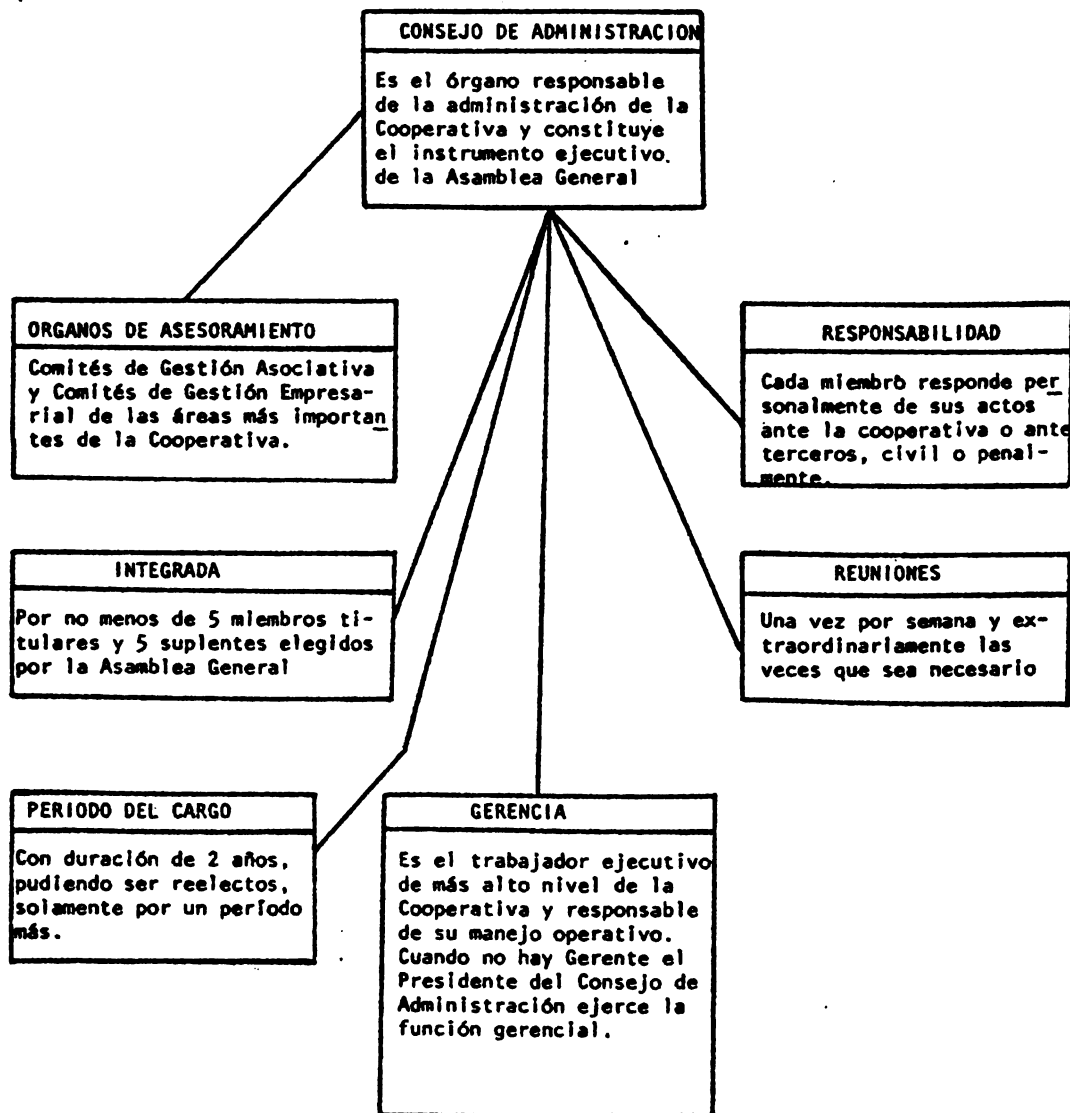 CONSEJO DE ADMINISTRACION
Es el órgano responsable
de la administración de la
Cooperativa y constituye
el instrumento ejecutivo.
de la Asamblea General
ORGANOS DE ASESORAMIENTO
Comités de Gestión Asociativa
y Comités de Gestión Empresa-
rial de las áreas más importan
tes de la Cooperativa.
RESPONSABILIDAD
Cada miembro responde per
sonalmente de sus actos
ante la cooperativa o ante
terceros, civil o penal-
mente.
INTEGRADA
Por no menos de 5 miembros ti-
tulares y 5 suplentes elegidos
por la Asamblea General
REUNIONES
Una vez por semana y ex-
traordinariamente las
veces que sea necesario
PERIODO DEL CARGO
Con duración de 2 años,
pudiendo ser reelectos,
solamente por un período
más.
GERENCIA
Es el trabajador ejecutivo
de más alto nivel de la
Cooperativa y responsable
de su manejo operativo.
Cuando no hay Gerente el
Presidente del Consejo de
Administración ejerce la
función gerencial.